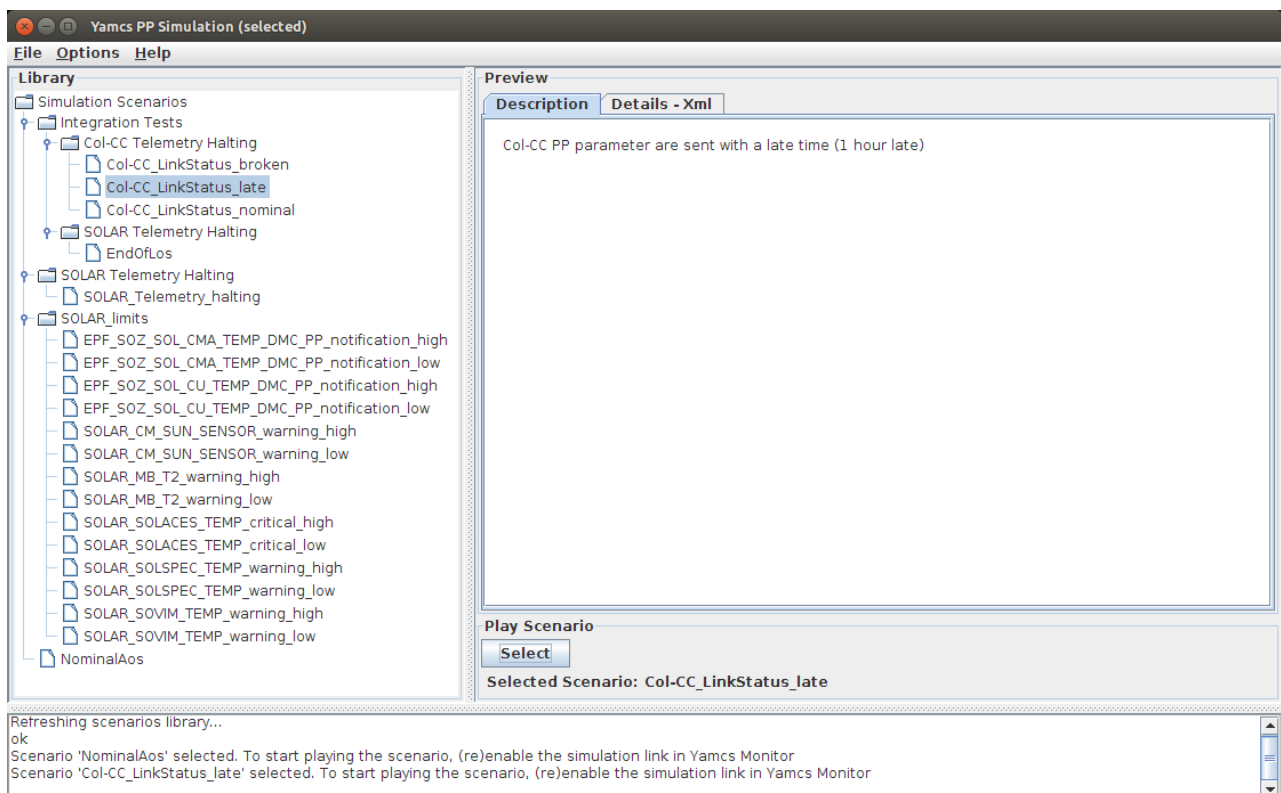 Yamcs PP Simulation (selected)
File Options Help
Library
Simulation Scenarios
Integration Tests
Col-CC Telemetry Halting
Col-CC_LinkStatus_broken
Col-CC_LinkStatus_late
Col-CC_LinkStatus_nominal
SOLAR Telemetry Halting
EndOfLos
SOLAR Telemetry Halting
SOLAR_Telemetry_halting
SOLAR_limits
EPF_SOZ_SOL_CMA_TEMP_DMC_PP_notification_high
EPF_SOZ_SOL_CMA_TEMP_DMC_PP_notification_low
EPF_SOZ_SOL_CU_TEMP_DMC_PP_notification_high
EPF_SOZ_SOL_CU_TEMP_DMC_PP_notification_low
SOLAR_CM_SUN_SENSOR_warning_high
SOLAR_CM_SUN_SENSOR_warning_low
SOLAR_MB_T2_warning_high
SOLAR_MB_T2_warning_low
SOLAR_SOLACES_TEMP_critical_high
SOLAR_SOLACES_TEMP_critical_low
SOLAR_SOLSPEC_TEMP_warning_high
SOLAR_SOLSPEC_TEMP_warning_low
SOLAR_SOVIM_TEMP_warning_high
SOLAR_SOVIM_TEMP_warning_low
NominalAos
Preview
Description Details - Xml
Col-CC PP parameter are sent with a late time (1 hour late)
Play Scenario
Select
Selected Scenario: Col-CC_LinkStatus_late
Refreshing scenarios library...
ok
Scenario 'NominalAos' selected. To start playing the scenario, (re)enable the simulation link in Yamcs Monitor
Scenario 'Col-CC_LinkStatus_late' selected. To start playing the scenario, (re)enable the simulation link in Yamcs Monitor